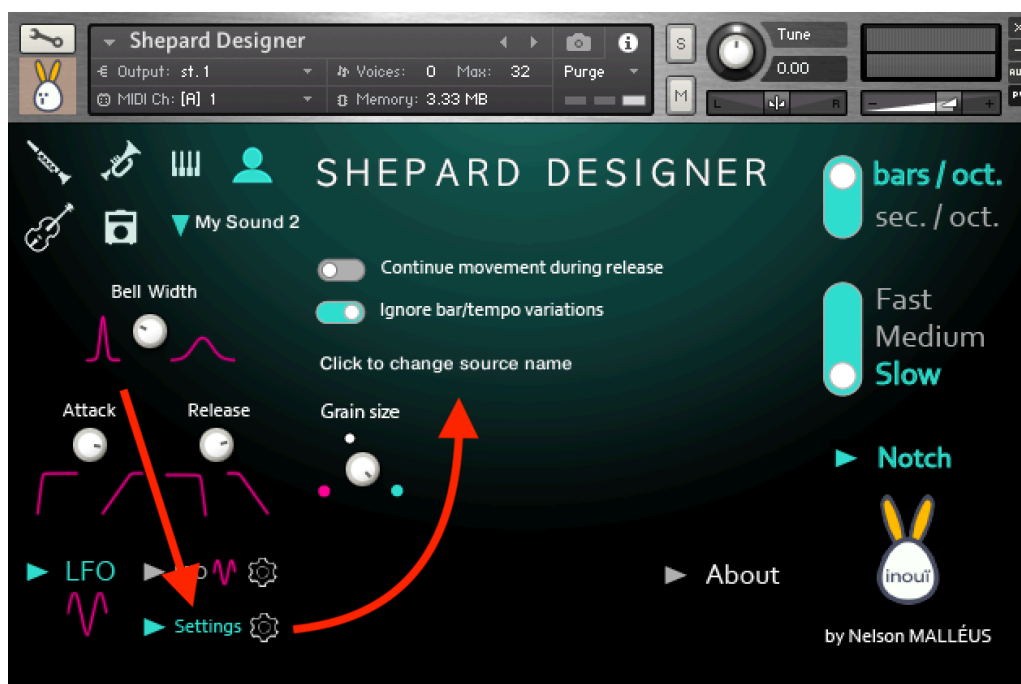 Shepard Designer
S
Tune
Output: st.1
Voices: 0 Max: 32
Purge
0.00
MIDI Ch: [A] 1
Memory: 3.33 MB
M
L
R
SHEPARD DESIGNER
bars / oct.
sec. / oct.
My Sound 2
Continue movement during release
Bell Width
Ignore bar/tempo variations
Fast
Medium
Slow
Click to change source name
Attack
Release
Grain size
Notch
LFO
About
inouï
Settings
by Nelson MALLÉUS